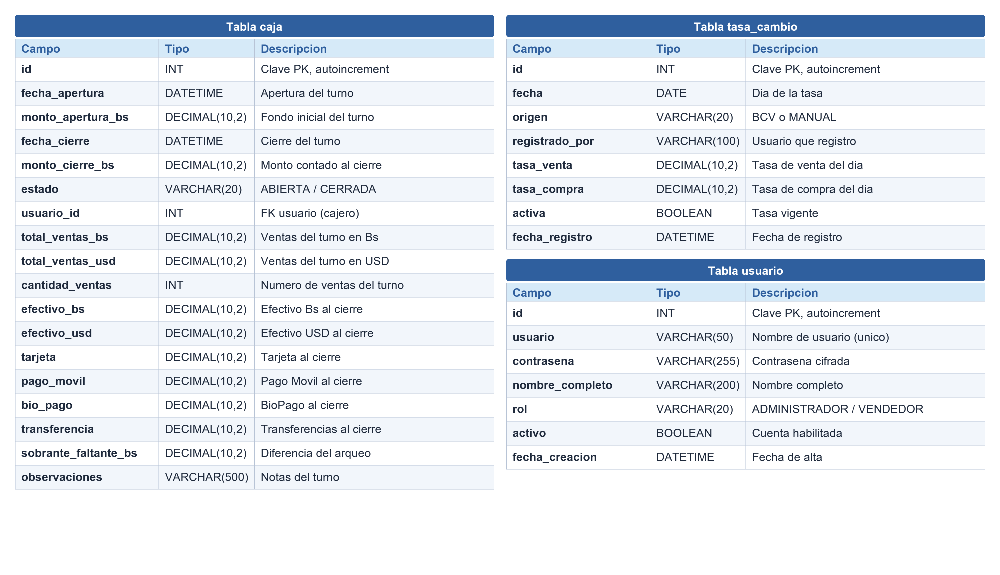 Tabla caja
Campo Tipo Descripcion
id INT Clave PK, autoincrement
fecha_apertura DATETIME Apertura del turno
monto_apertura_bs DECIMAL(10,2) Fondo inicial del turno
fecha_cierre DATETIME Cierre del turno
monto_cierre_bs DECIMAL(10,2) Monto contado al cierre
estado VARCHAR(20) ABIERTA / CERRADA
usuario_id INT FK usuario (cajero)
total_ventas_bs DECIMAL(10,2) Ventas del turno en Bs
total_ventas_usd DECIMAL(10,2) Ventas del turno en USD
cantidad_ventas INT Numero de ventas del turno
efectivo_bs DECIMAL(10,2) Efectivo Bs al cierre
efectivo_usd DECIMAL(10,2) Efectivo USD al cierre
tarjeta DECIMAL(10,2) Tarjeta al cierre
pago_movil DECIMAL(10,2) Pago Movil al cierre
bio_pago DECIMAL(10,2) BioPago al cierre
transferencia DECIMAL(10,2) Transferencias al cierre
sobrante_faltante_bs DECIMAL(10,2) Diferencia del arqueo
observaciones VARCHAR(500) Notas del turno
Tabla tasa_cambio
Campo Tipo Descripcion
id INT Clave PK, autoincrement
fecha DATE Dia de la tasa
origen VARCHAR(20) BCV o MANUAL
registrado_por VARCHAR(100) Usuario que registro
tasa_venta DECIMAL(10,2) Tasa de venta del dia
tasa_compra DECIMAL(10,2) Tasa de compra del dia
activa BOOLEAN Tasa vigente
fecha_registro DATETIME Fecha de registro
Tabla usuario
Campo Tipo Descripcion
id INT Clave PK, autoincrement
usuario VARCHAR(50) Nombre de usuario (unico)
contrasena VARCHAR(255) Contrasena cifrada
nombre_completo VARCHAR(200) Nombre completo
rol VARCHAR(20) ADMINISTRADOR / VENDEDOR
activo BOOLEAN Cuenta habilitada
fecha_creacion DATETIME Fecha de alta